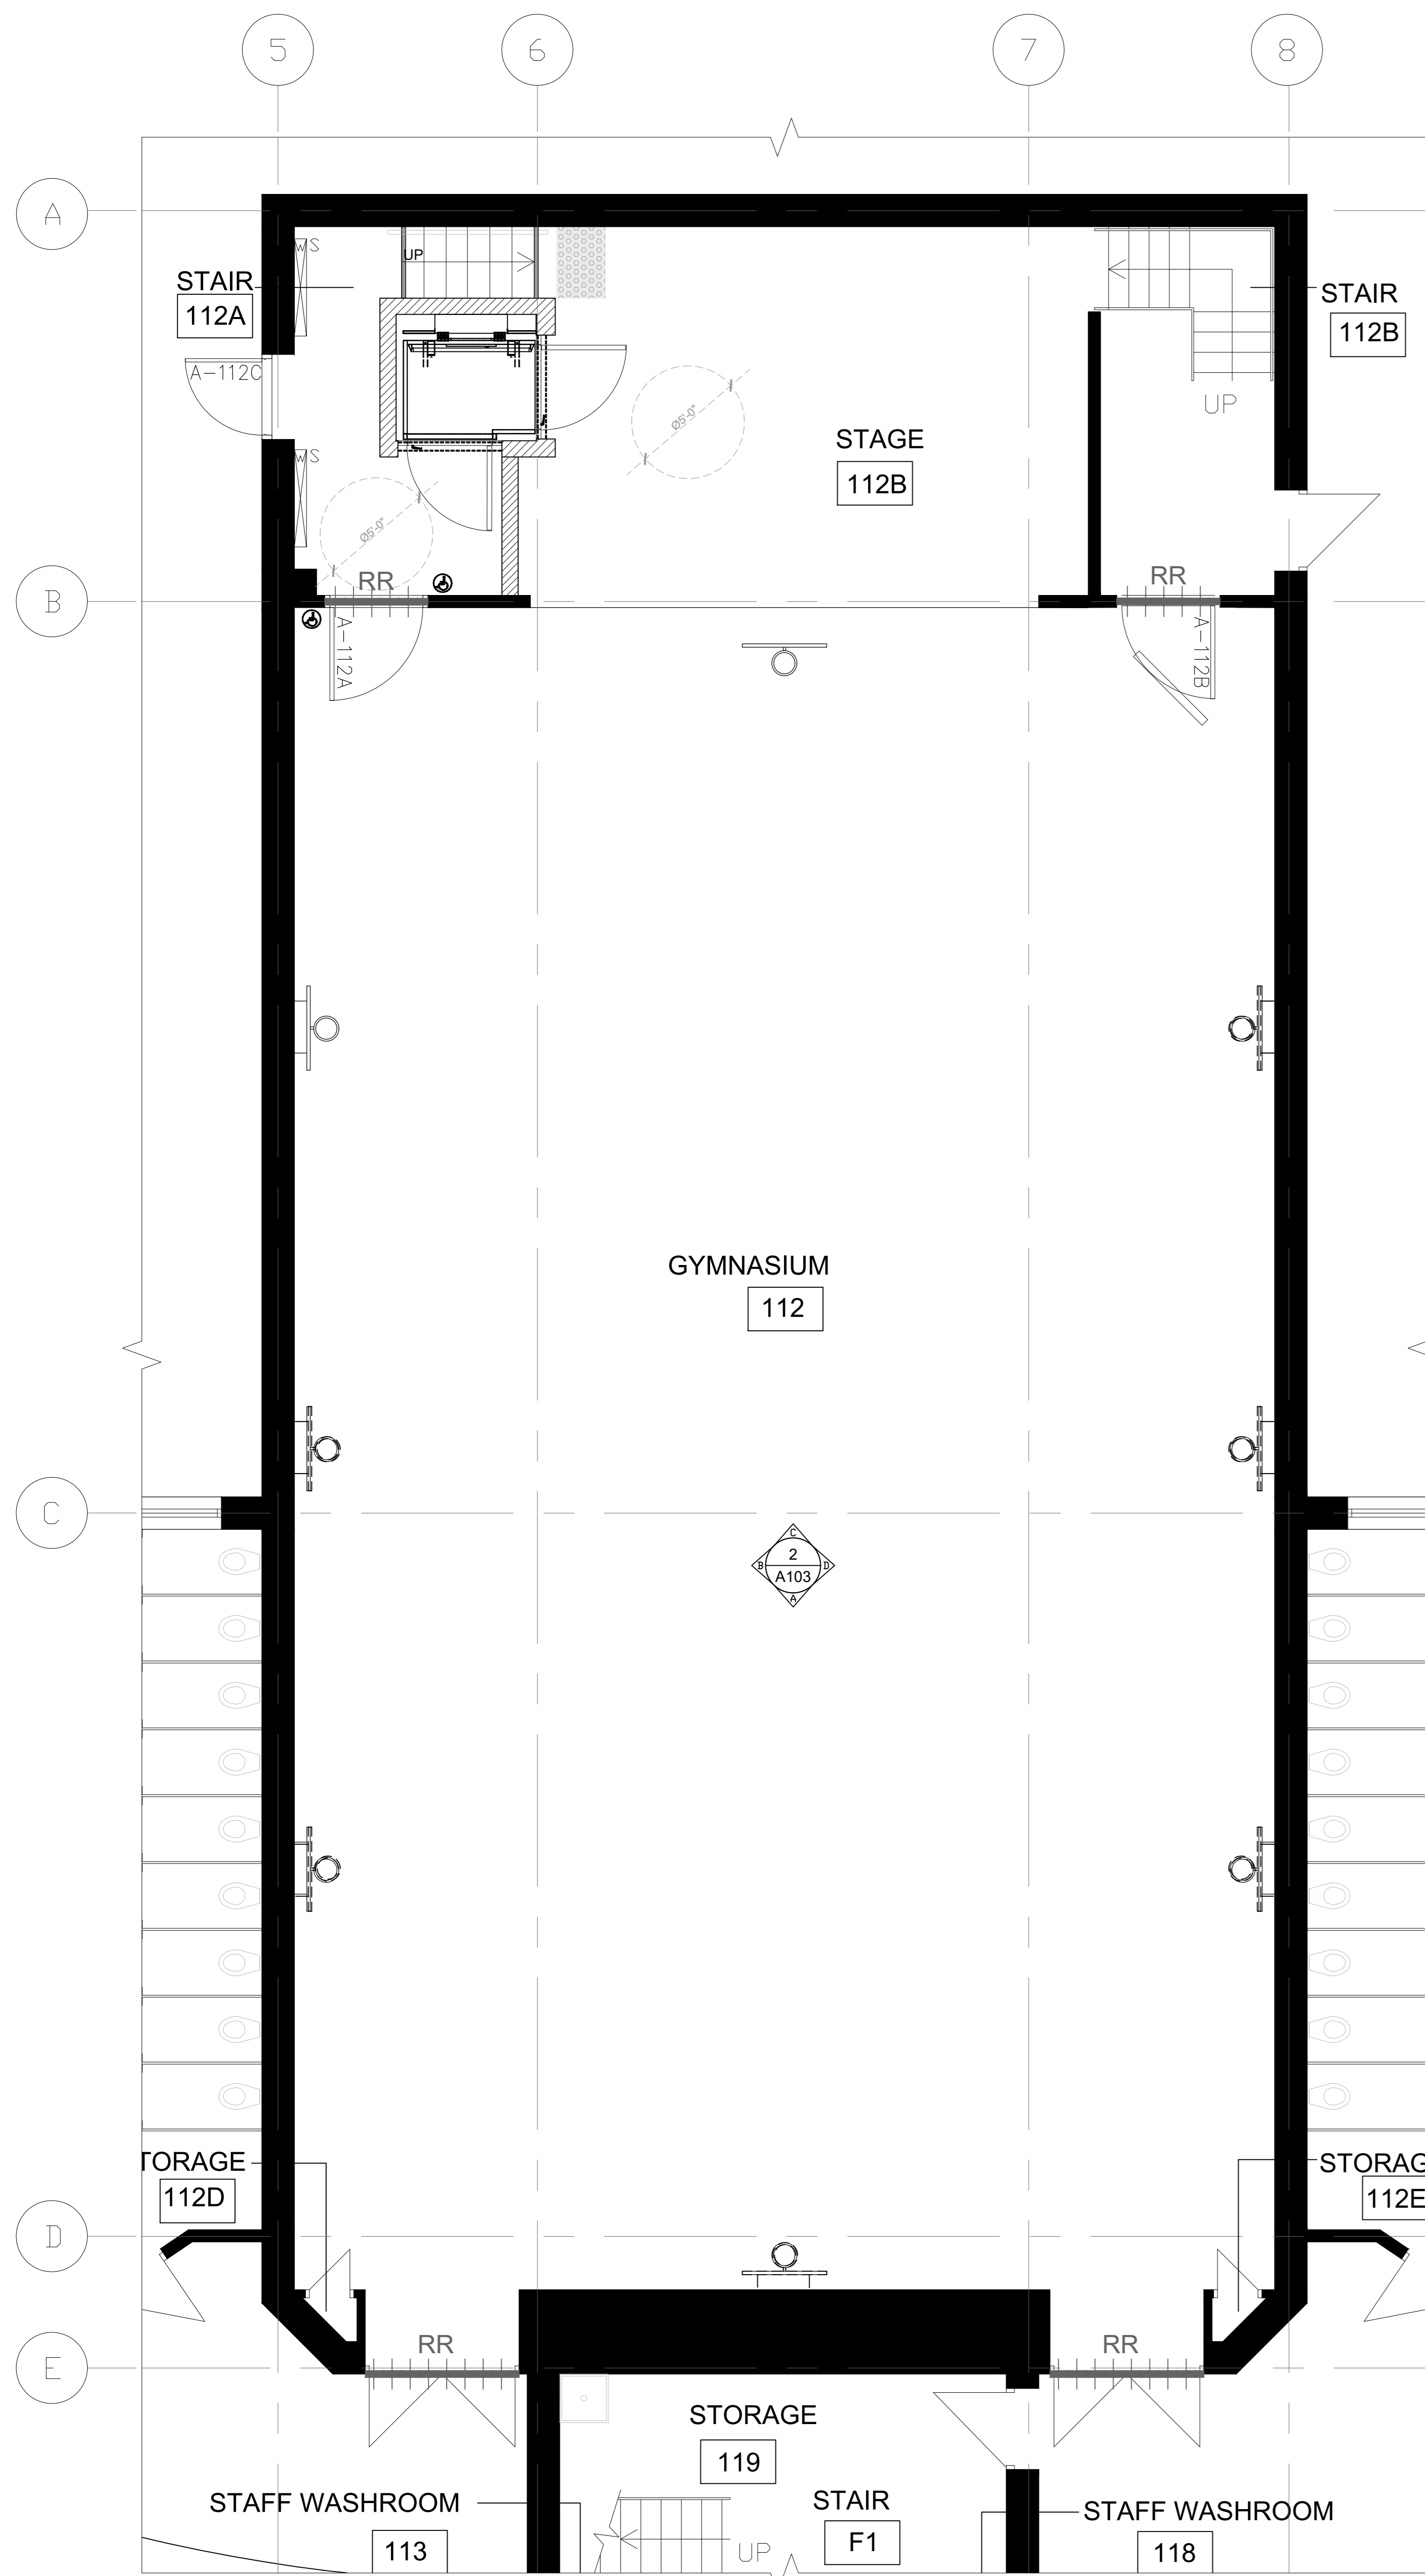 5
6
7
8
A
WS
UP
STAIR
112A
STAIR
112B
A-112C
UP
Ø5'-0"
STAGE
112B
WS
Ø5'-0"
RR
RR
B
A-112A
A-112B
GYMNASIUM
112
C
C
2
B
D
A103
A
TORAGE
112D
STORAG
112E
D
RR
RR
E
STORAGE
119
STAFF WASHROOM
113
STAIR
F1
UP
STAFF WASHROOM
118